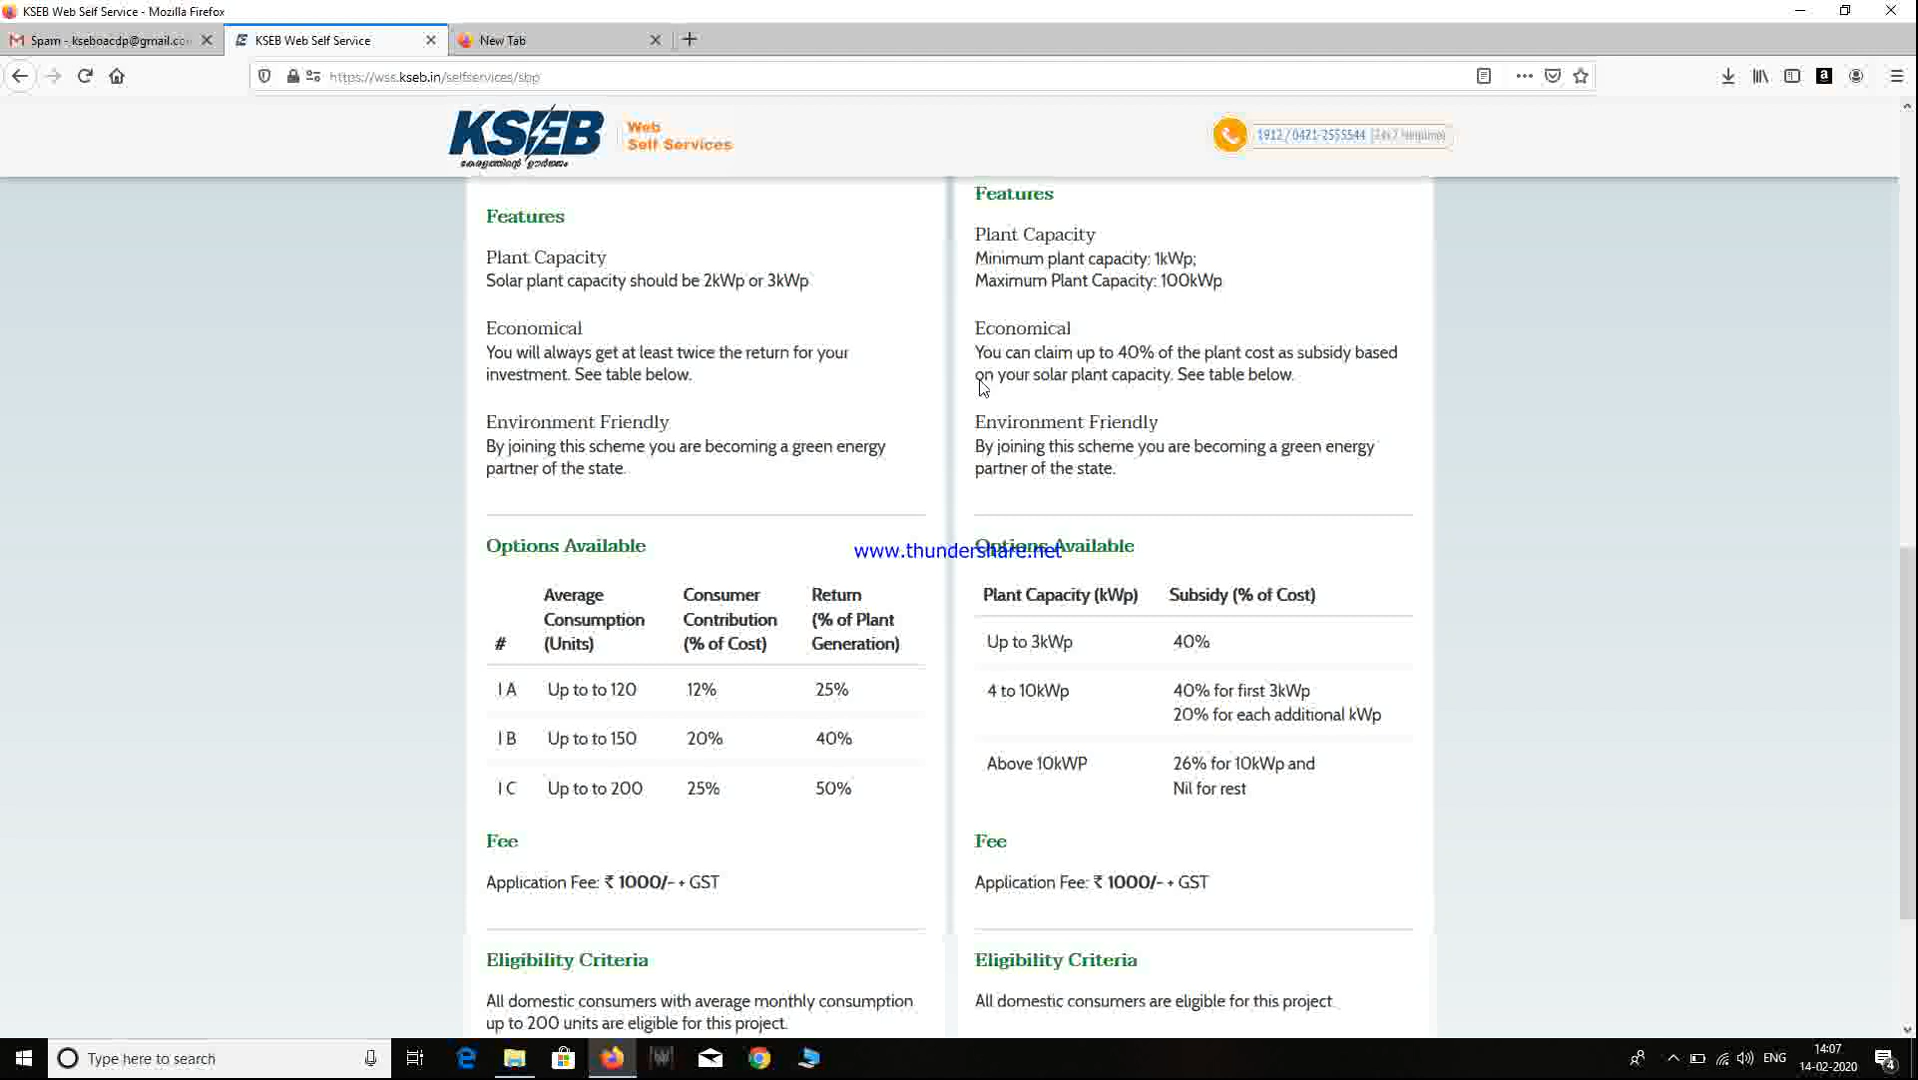 KSEB Web Self Service - Mozilla Firefox
Spam - kseboacdp@gmail.co
KSEB Web Self Service
New Tab
https://wss.kseb.in/selfservices/sbp
KSEB
കേരളത്തിന്റെ ഊർജ്ജം
Web
Self Services
1912 / 0471-2555544
Features
Plant Capacity
Solar plant capacity should be 2kWp or 3kWp
Economical
You will always get at least twice the return for your
investment. See table below.
Environment Friendly
By joining this scheme you are becoming a green energy
partner of the state.
Options Available
# Average Consumption (Units) Consumer Contribution (% of Cost) Return (% of Plant Generation)
I A Up to to 120 12% 25%
I B Up to to 150 20% 40%
I C Up to to 200 25% 50%
Fee
Application Fee: ₹ 1000/- + GST
Eligibility Criteria
All domestic consumers with average monthly consumption
up to 200 units are eligible for this project.
Features
Plant Capacity
Minimum plant capacity: 1kWp;
Maximum Plant Capacity: 100kWp
Economical
You can claim up to 40% of the plant cost as subsidy based
on your solar plant capacity. See table below.
Environment Friendly
By joining this scheme you are becoming a green energy
partner of the state.
Options Available
www.thundershare.net
Plant Capacity (kWp) Subsidy (% of Cost)
Up to 3kWp 40%
4 to 10kWp 40% for first 3kWp
20% for each additional kWp
Above 10kWP 26% for 10kWp and
Nil for rest
Fee
Application Fee: ₹ 1000/- + GST
Eligibility Criteria
All domestic consumers are eligible for this project.
Type here to search
ENG
14:07
14-02-2020
4